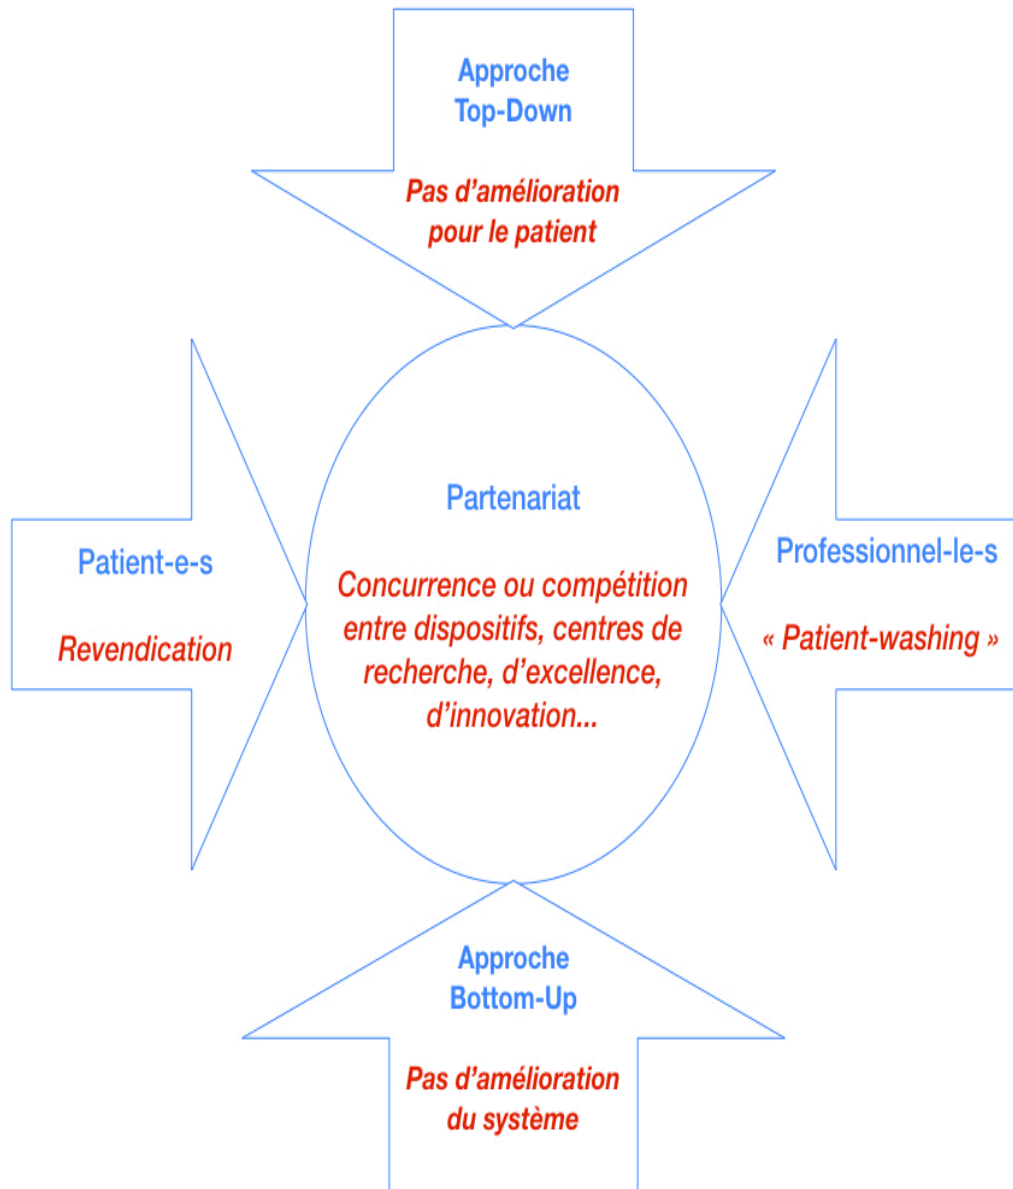 Approche
Top-Down
Pas d’amélioration
pour le patient
Partenariat
Concurrence ou compétition
entre dispositifs, centres de
recherche, d’excellence,
d’innovation...
Patient-e-s
Revendication
Professionnel-le-s
« Patient-washing »
Approche
Bottom-Up
Pas d’amélioration
du système